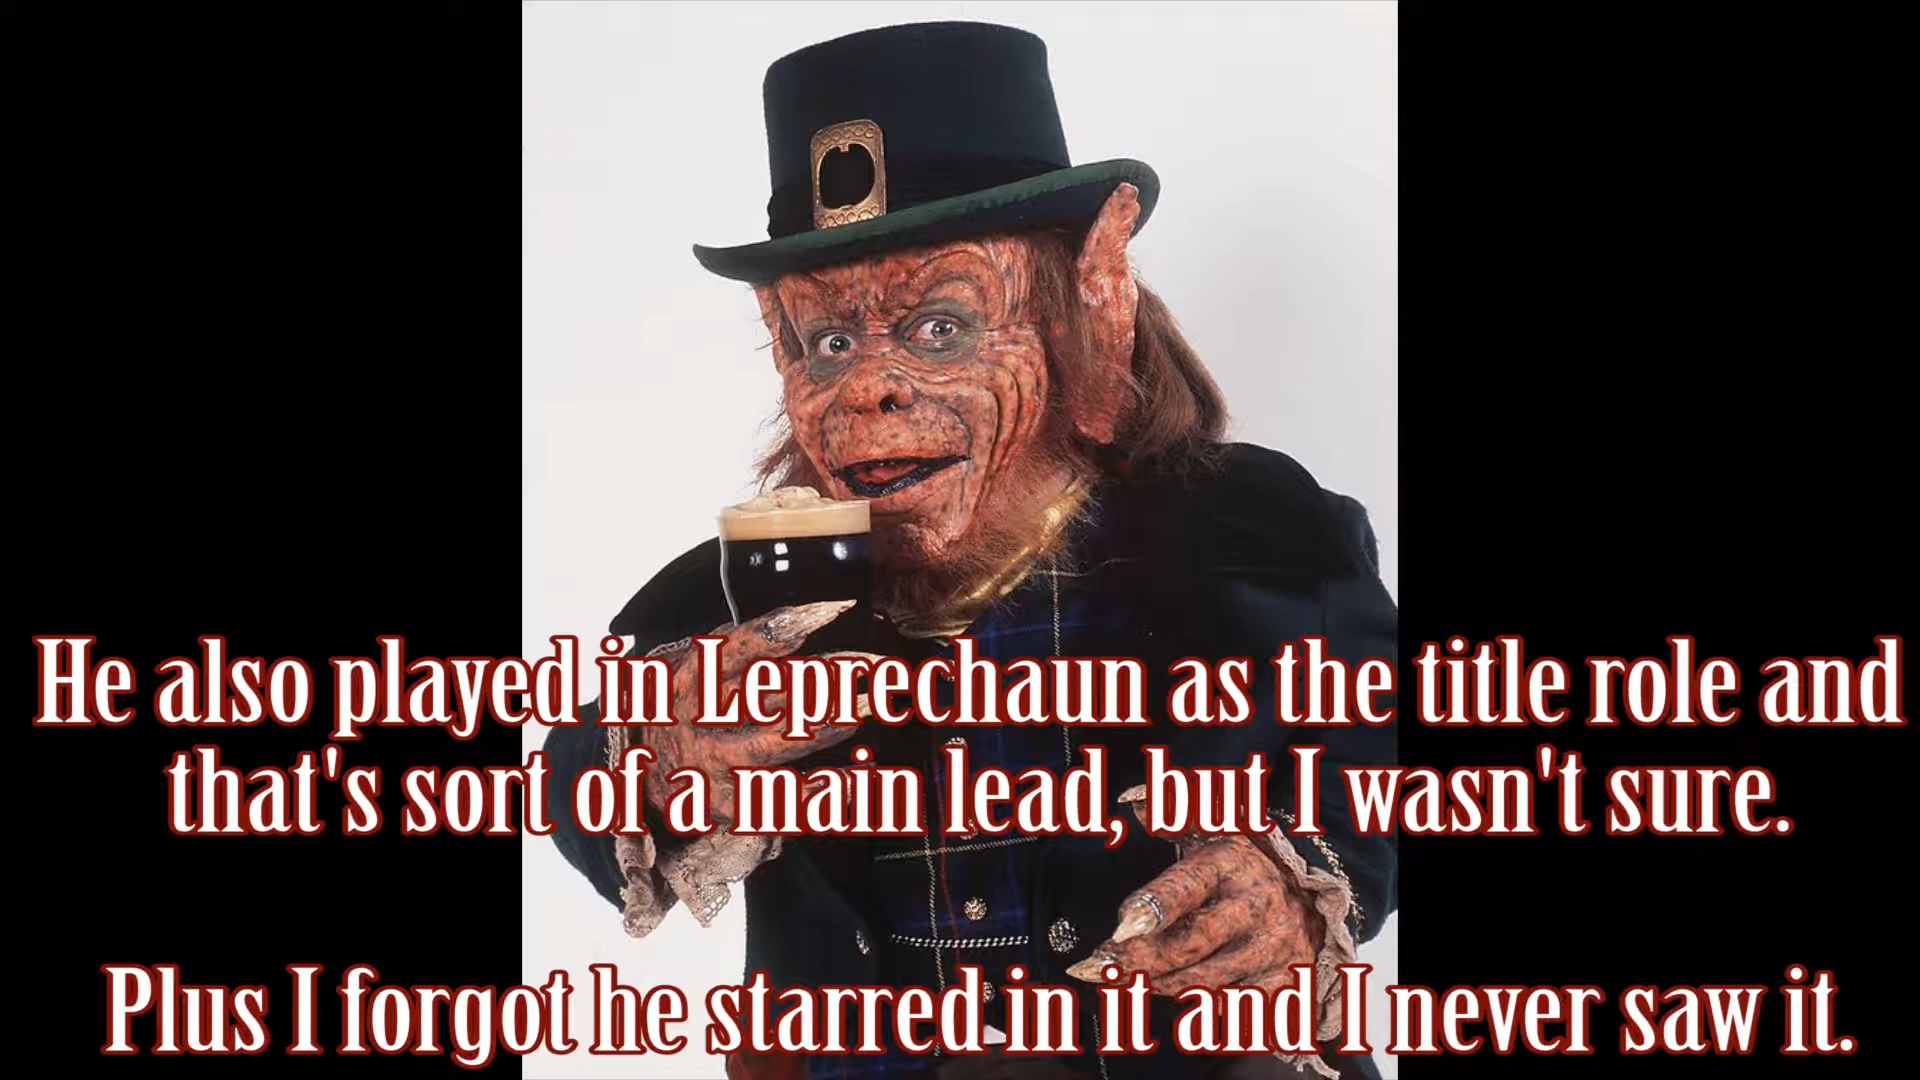 He also played in Leprechaun as the title role and
that's sort of a main lead, but I wasn't sure.
Plus I forgot he starred in it and I never saw it.